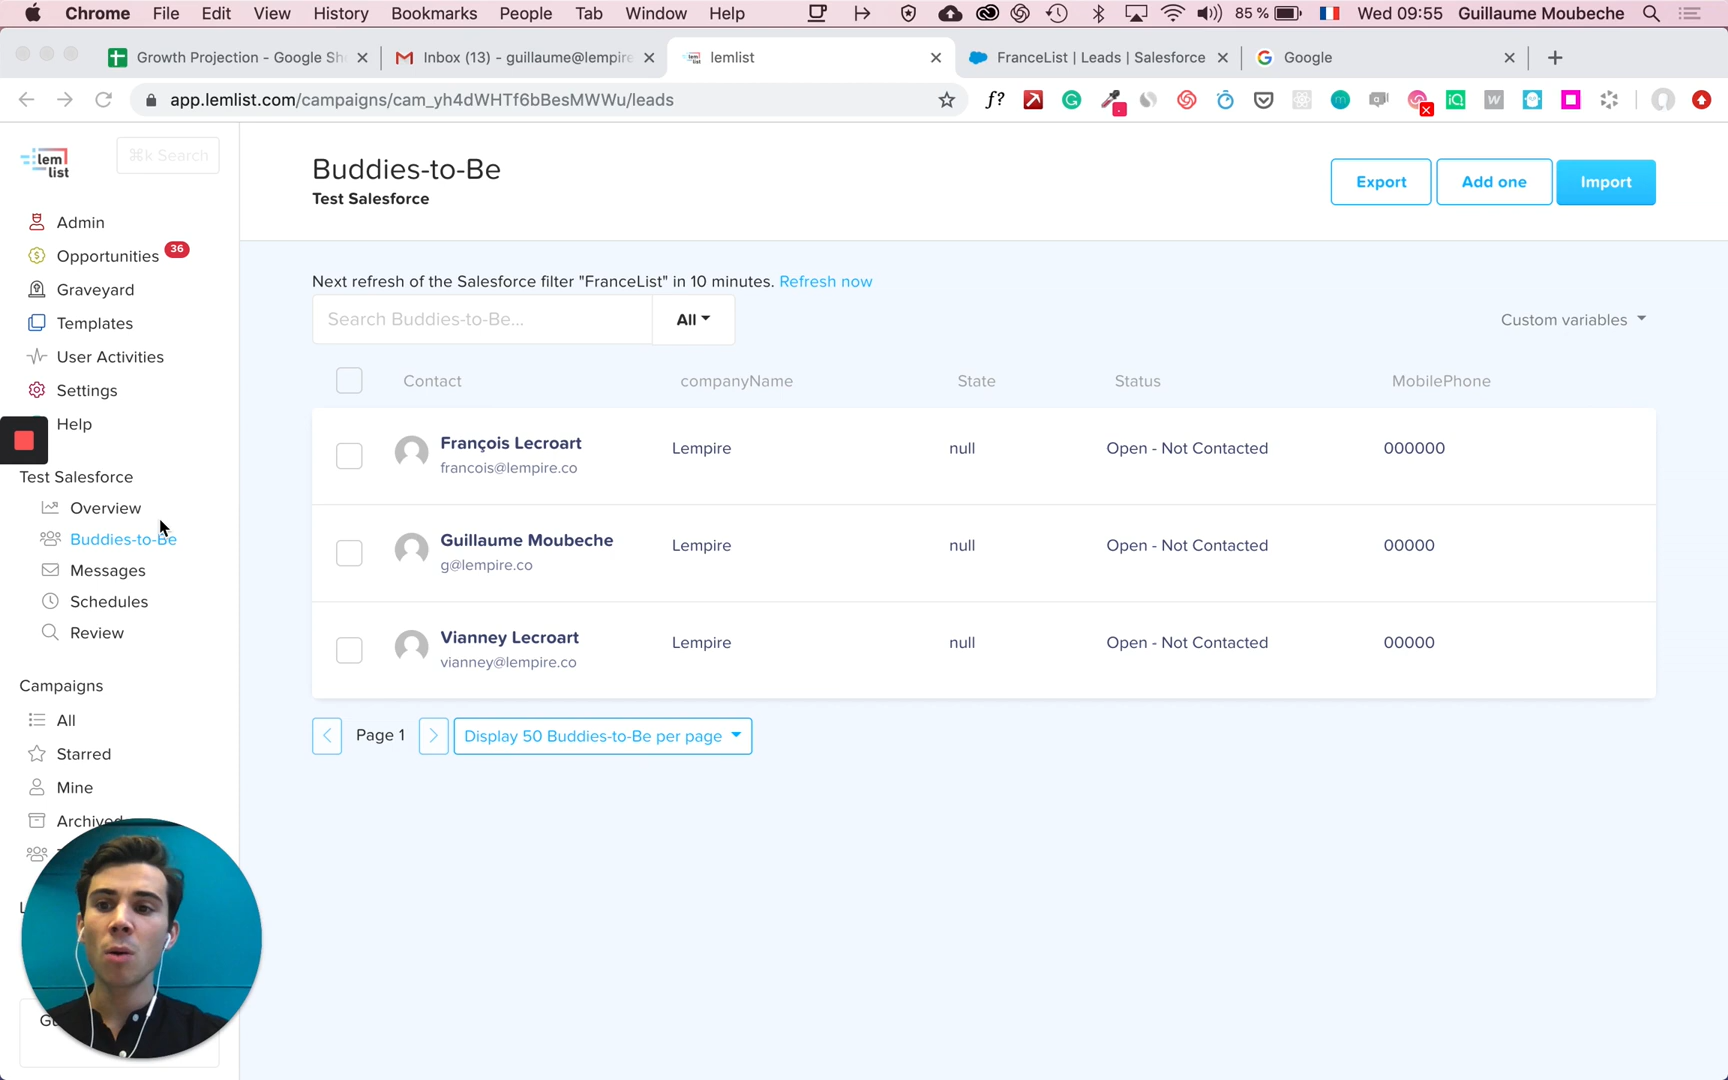 Chrome File Edit View History Bookmarks People Tab Window Help 85 % Wed 09:55 Guillaume Moubeche
Growth Projection - Google She Inbox (13) - guillaume@lempire lemlist FranceList | Leads | Salesforce Google
app.lemlist.com/campaigns/cam_yh4dWHTf6bBesMWWu/leads
lem
list
⌘k Search
Admin
Opportunities 36
Graveyard
Templates
User Activities
Settings
Help
Test Salesforce
Overview
Buddies-to-Be
Messages
Schedules
Review
Campaigns
All
Starred
Mine
Archived
Buddies-to-Be
Test Salesforce
Export Add one Import
Next refresh of the Salesforce filter "FranceList" in 10 minutes. Refresh now
Search Buddies-to-Be... All Custom variables
Contact companyName State Status MobilePhone
François Lecroart
francois@lempire.co
Lempire null Open - Not Contacted 000000
Guillaume Moubeche
g@lempire.co
Lempire null Open - Not Contacted 00000
Vianney Lecroart
vianney@lempire.co
Lempire null Open - Not Contacted 00000
Page 1 Display 50 Buddies-to-Be per page